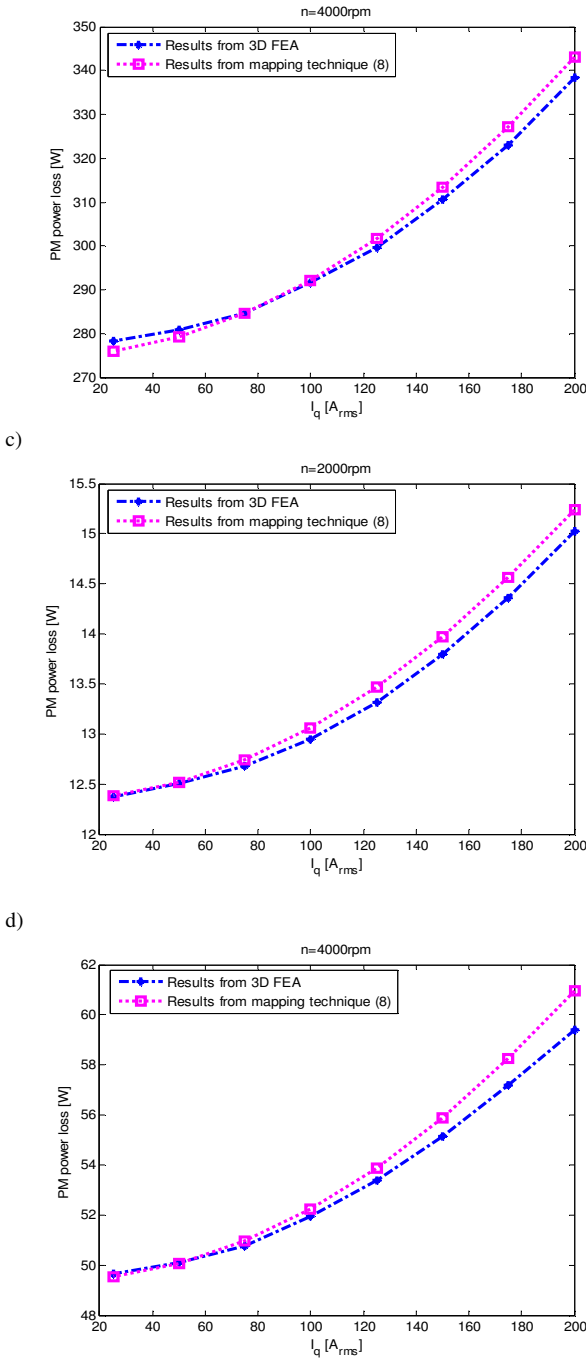 n=4000rpm
350
340
330
320
310
300
290
280
270
PM power loss [W]
Results from 3D FEA
Results from mapping technique (8)
20 40 60 80 100 120 140 160 180 200
I_q [A_rms]
c)
n=2000rpm
15.5
15
14.5
14
13.5
13
12.5
12
PM power loss [W]
Results from 3D FEA
Results from mapping technique (8)
20 40 60 80 100 120 140 160 180 200
I_q [A_rms]
d)
n=4000rpm
62
60
58
56
54
52
50
48
PM power loss [W]
Results from 3D FEA
Results from mapping technique (8)
20 40 60 80 100 120 140 160 180 200
I_q [A_rms]